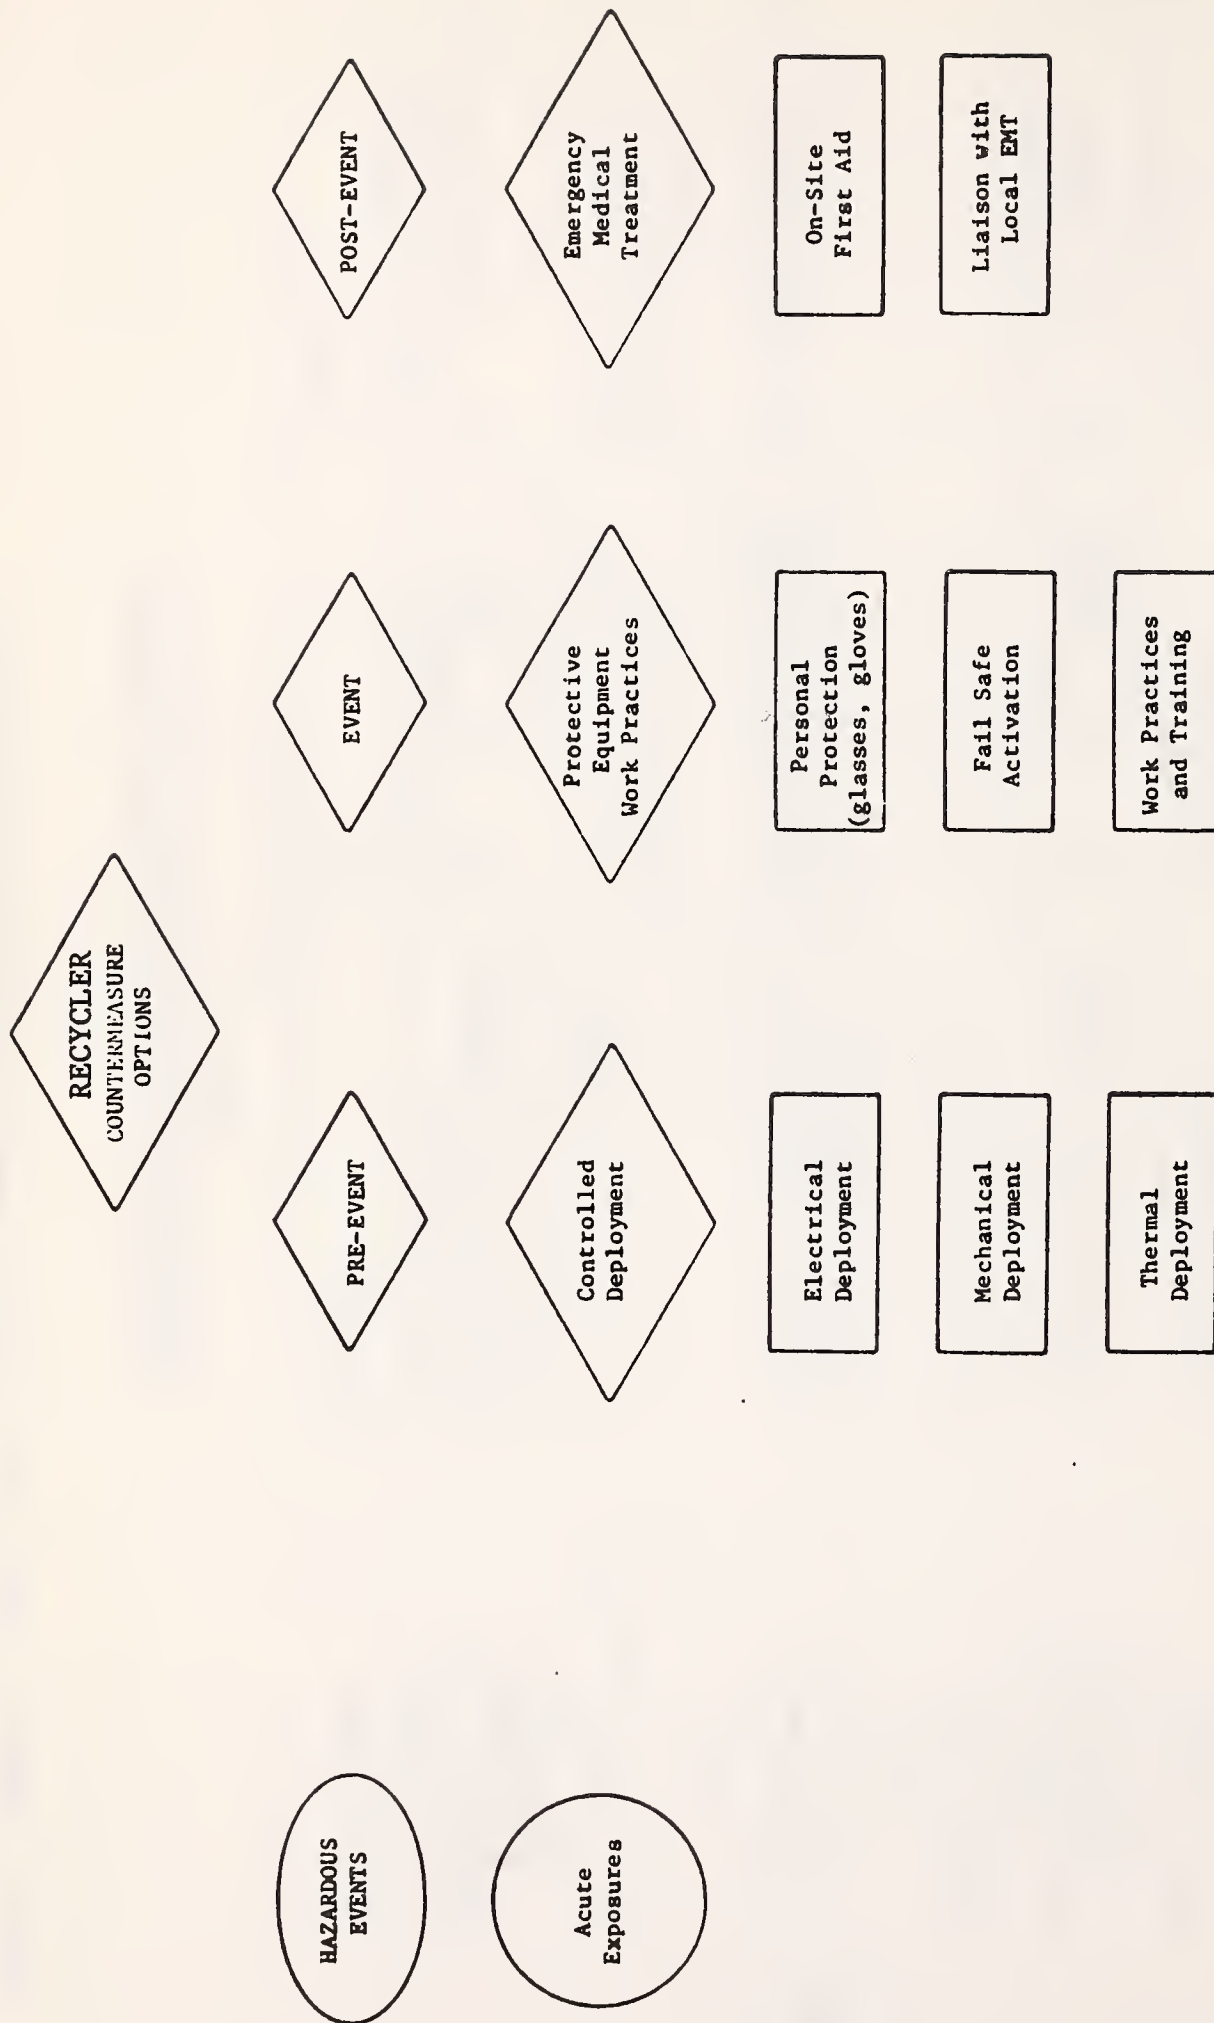 RECYCLER
COUNTERMEASURE
OPTIONS
HAZARDOUS
EVENTS
PRE-EVENT
EVENT
POST-EVENT
Acute
Exposures
Controlled
Deployment
Protective
Equipment
Work Practices
Emergency
Medical
Treatment
Electrical
Deployment
Personal
Protection
(glasses, gloves)
On-Site
First Aid
Mechanical
Deployment
Fail Safe
Activation
Liaison with
Local EMT
Thermal
Deployment
Work Practices
and Training